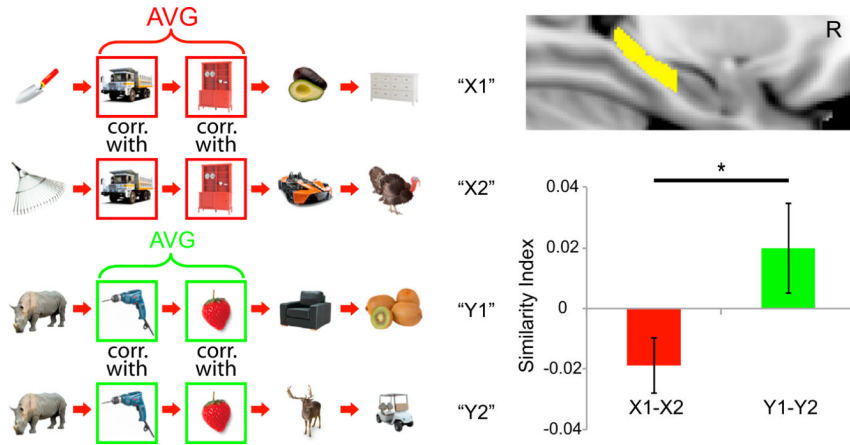 AVG
"X1"
corr. with corr. with
"X2"
AVG
"Y1"
corr. with corr. with
"Y2"
R
*
0.04
0.02
0
-0.02
-0.04
Similarity Index
X1-X2 Y1-Y2